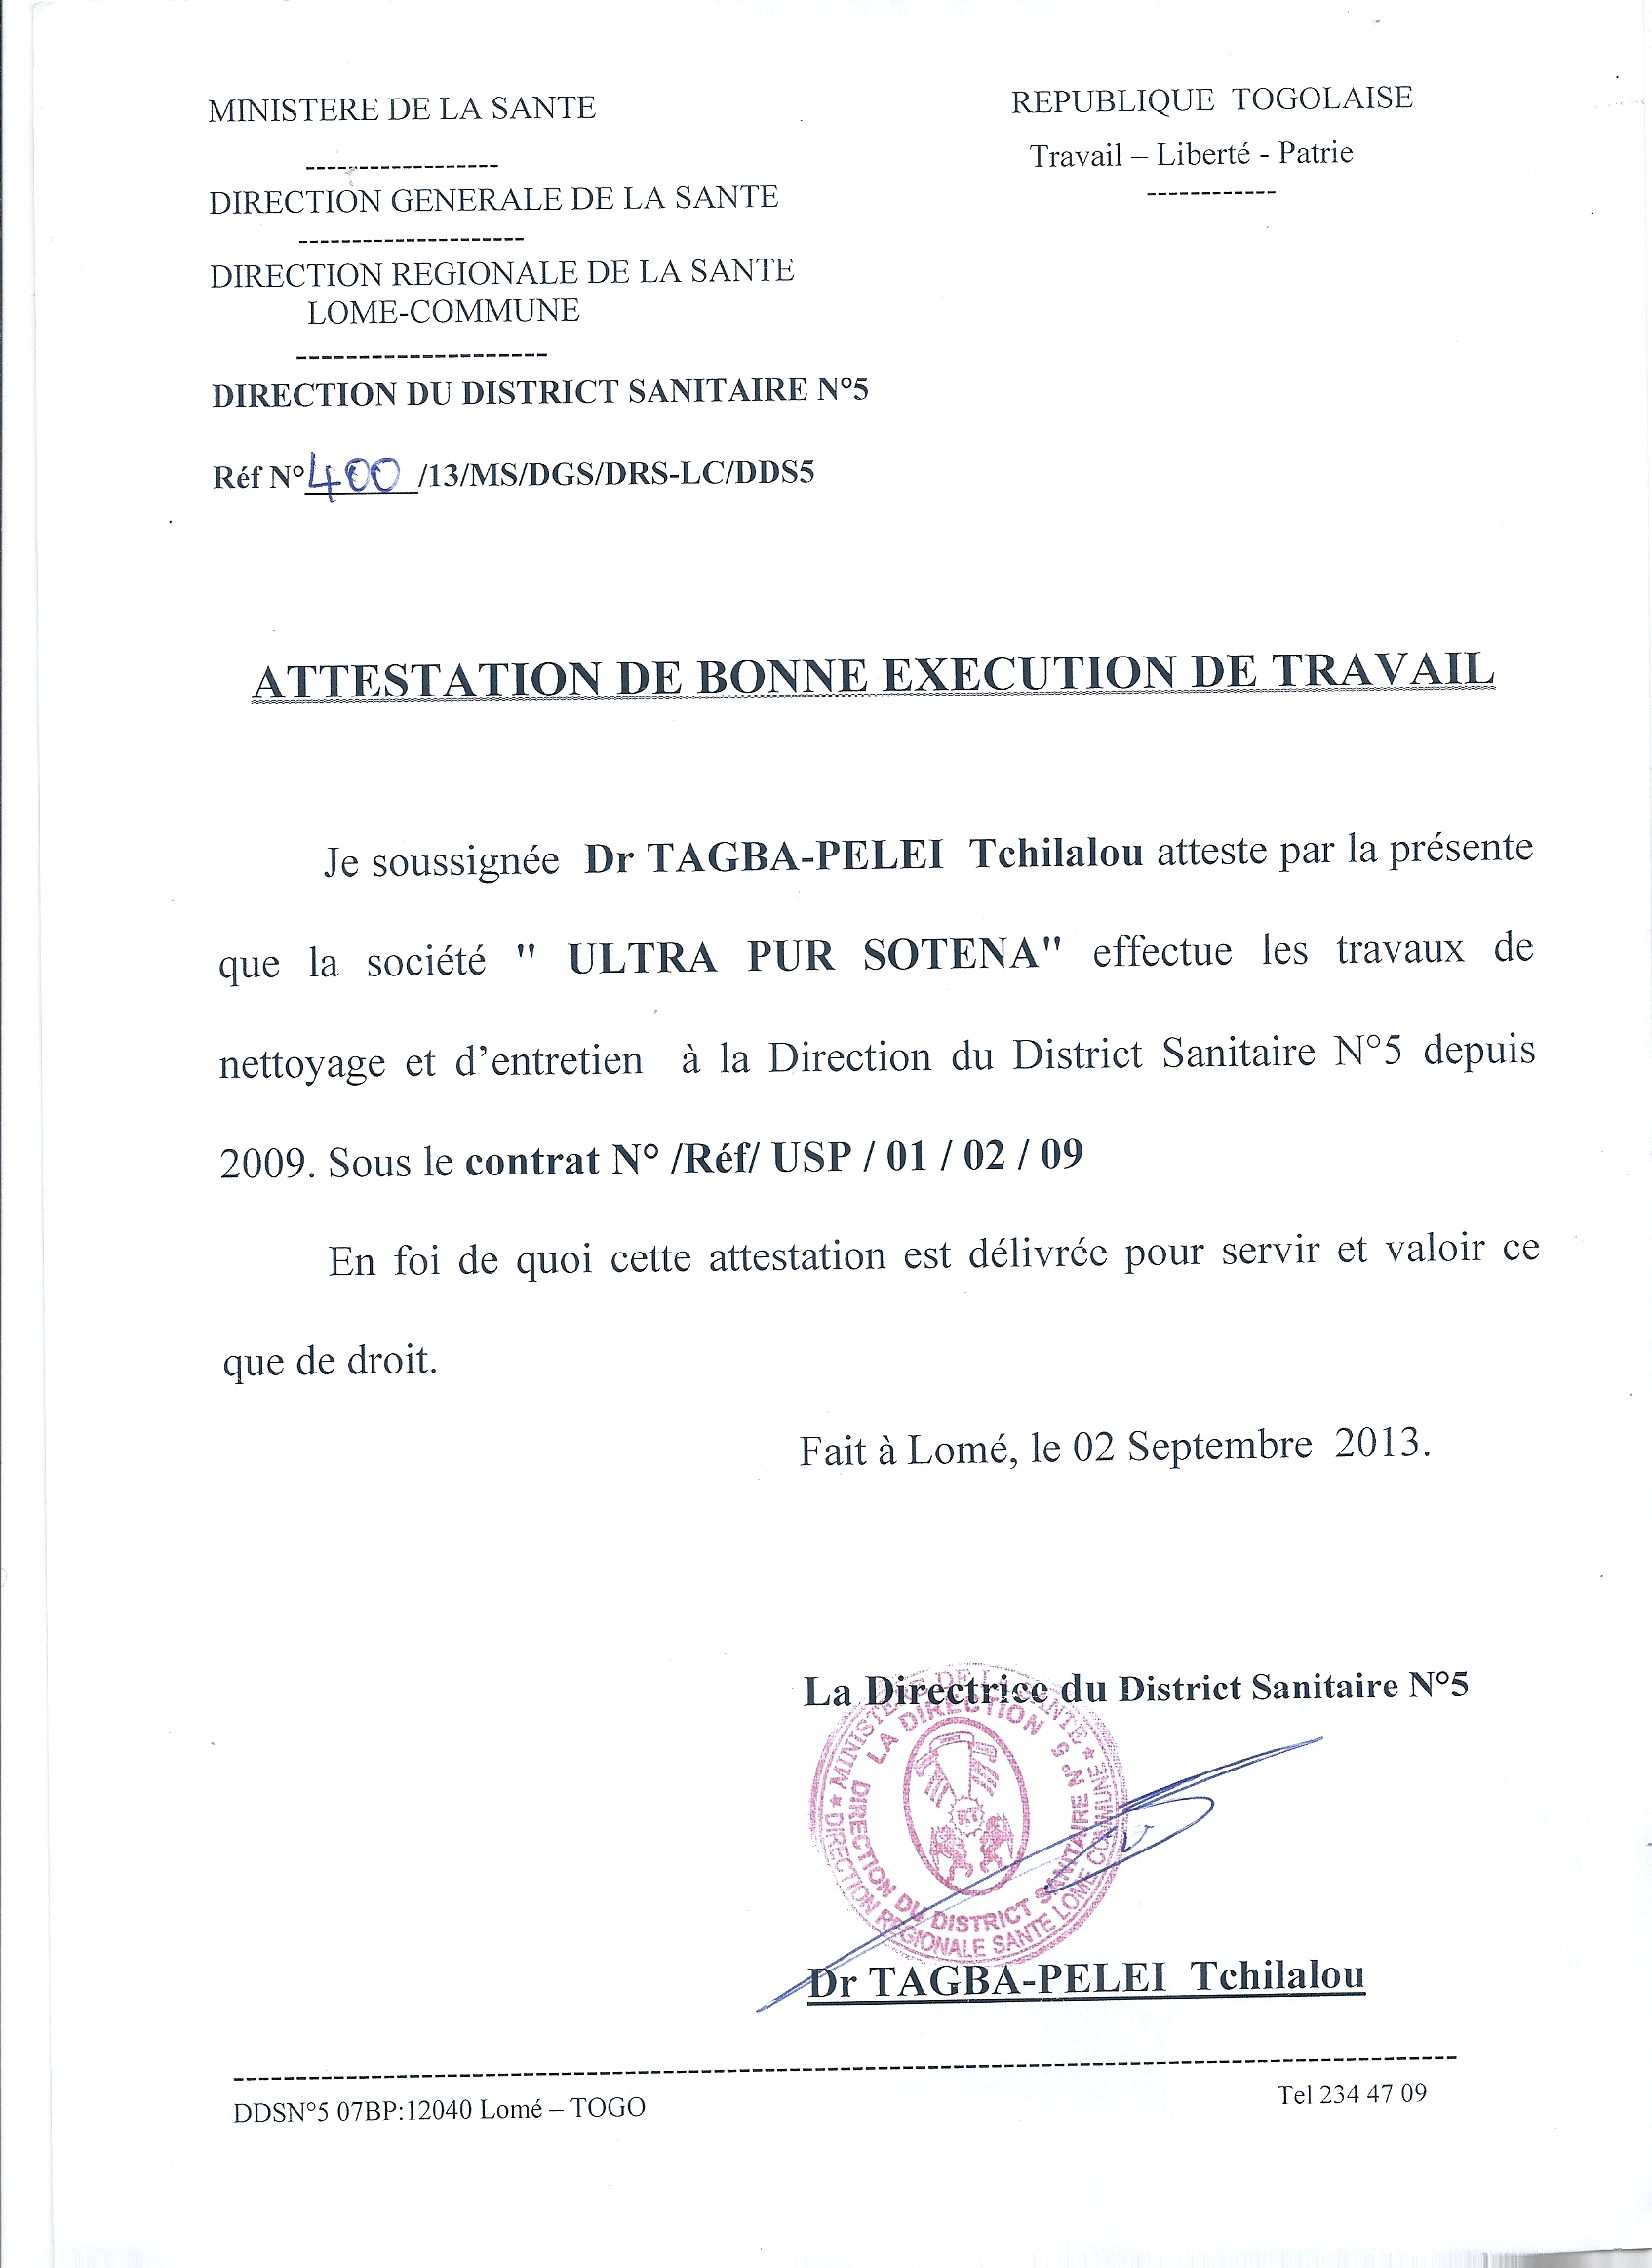 MINISTERE DE LA SANTE
------------------
DIRECTION GENERALE DE LA SANTE
---------------------
DIRECTION REGIONALE DE LA SANTE
LOME-COMMUNE
---------------------
DIRECTION DU DISTRICT SANITAIRE N°5
Réf N° 400 /13/MS/DGS/DRS-LC/DDS5
REPUBLIQUE TOGOLAISE
Travail – Liberté - Patrie
------------
ATTESTATION DE BONNE EXECUTION DE TRAVAIL
Je soussignée Dr TAGBA-PELEI Tchilalou atteste par la présente
que la société " ULTRA PUR SOTENA" effectue les travaux de
nettoyage et d’entretien à la Direction du District Sanitaire N°5 depuis
2009. Sous le contrat N° /Réf/ USP / 01 / 02 / 09
En foi de quoi cette attestation est délivrée pour servir et valoir ce
que de droit.
Fait à Lomé, le 02 Septembre 2013.
La Directrice du District Sanitaire N°5
MINISTERE DE LA SANTE
DIRECTION REGIONALE SANTE LOME COMMUNE
LA DIRECTION
DIRECTION DU DISTRICT SANITAIRE N° 5
RT
Dr TAGBA-PELEI Tchilalou
DDSN°5 07BP:12040 Lomé – TOGO
Tel 234 47 09